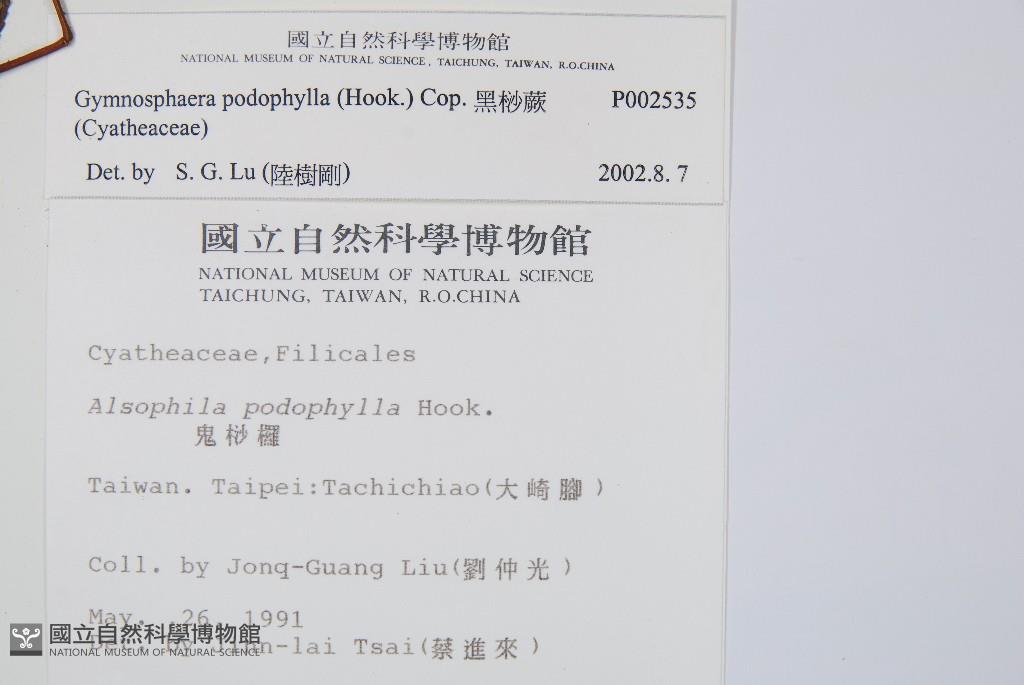 國立自然科學博物館
NATIONAL MUSEUM OF NATURAL SCIENCE, TAICHUNG, TAIWAN, R.O.CHINA
Gymnosphaera podophylla (Hook.) Cop. 黑桫蕨 P002535
(Cyatheaceae)
Det. by S. G. Lu (陸樹剛) 2002.8. 7
國立自然科學博物館
NATIONAL MUSEUM OF NATURAL SCIENCE
TAICHUNG, TAIWAN, R.O.CHINA
Cyatheaceae,Filicales
Alsophila podophylla Hook.
鬼桫欏
Taiwan. Taipei:Tachichiao(大崎腳)
Coll. by Jonq-Guang Liu(劉仲光)
May. 26, 1991
by -lai Tsai(蔡進來)
國立自然科學博物館
NATIONAL MUSEUM OF NATURAL SCIENCE